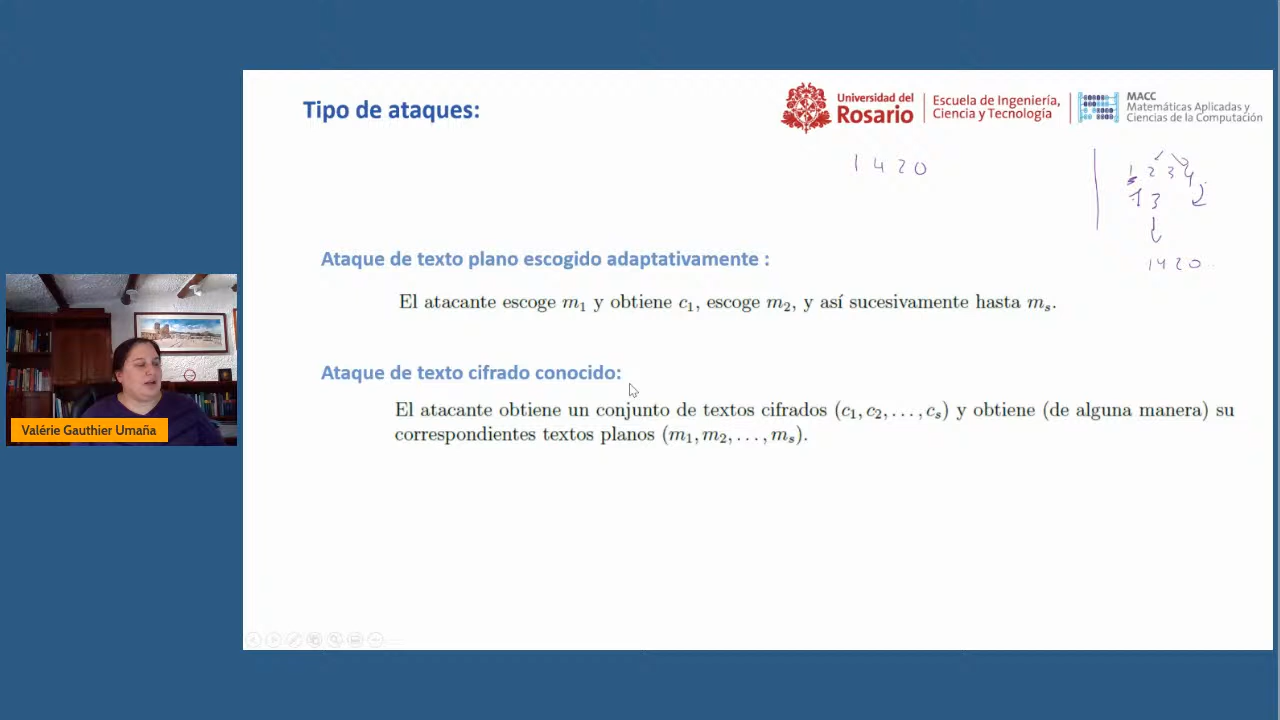 Tipo de ataques:
Universidad del
Rosario
Escuela de Ingeniería,
Ciencia y Tecnología
MACC
Matemáticas Aplicadas y
Ciencias de la Computación
1 4 2 0
1 2 3 4
1 3 2
1 4 2 0
Ataque de texto plano escogido adaptativamente :
El atacante escoge m₁ y obtiene c₁, escoge m₂, y así sucesivamente hasta mₛ.
Ataque de texto cifrado conocido:
El atacante obtiene un conjunto de textos cifrados (c₁, c₂, . . . , cₛ) y obtiene (de alguna manera) su
correspondientes textos planos (m₁, m₂, . . . , mₛ).
Valérie Gauthier Umaña